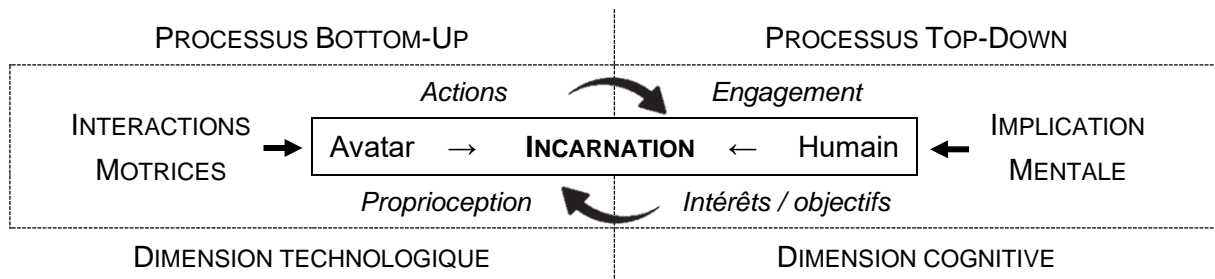 PROCESSUS BOTTOM-UP PROCESSUS TOP-DOWN
Actions Engagement
INTERACTIONS MOTRICES
Avatar → INCARNATION ← Humain
IMPLICATION MENTALE
Proprioception Intérêts / objectifs
DIMENSION TECHNOLOGIQUE DIMENSION COGNITIVE